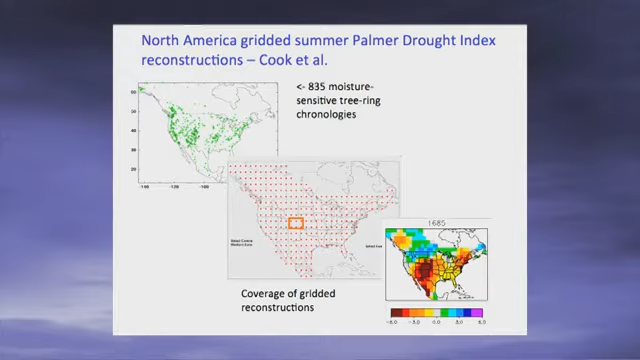 North America gridded summer Palmer Drought Index
reconstructions – Cook et al.
<- 835 moisture-
sensitive tree-ring
chronologies
1685
Coverage of gridded
reconstructions